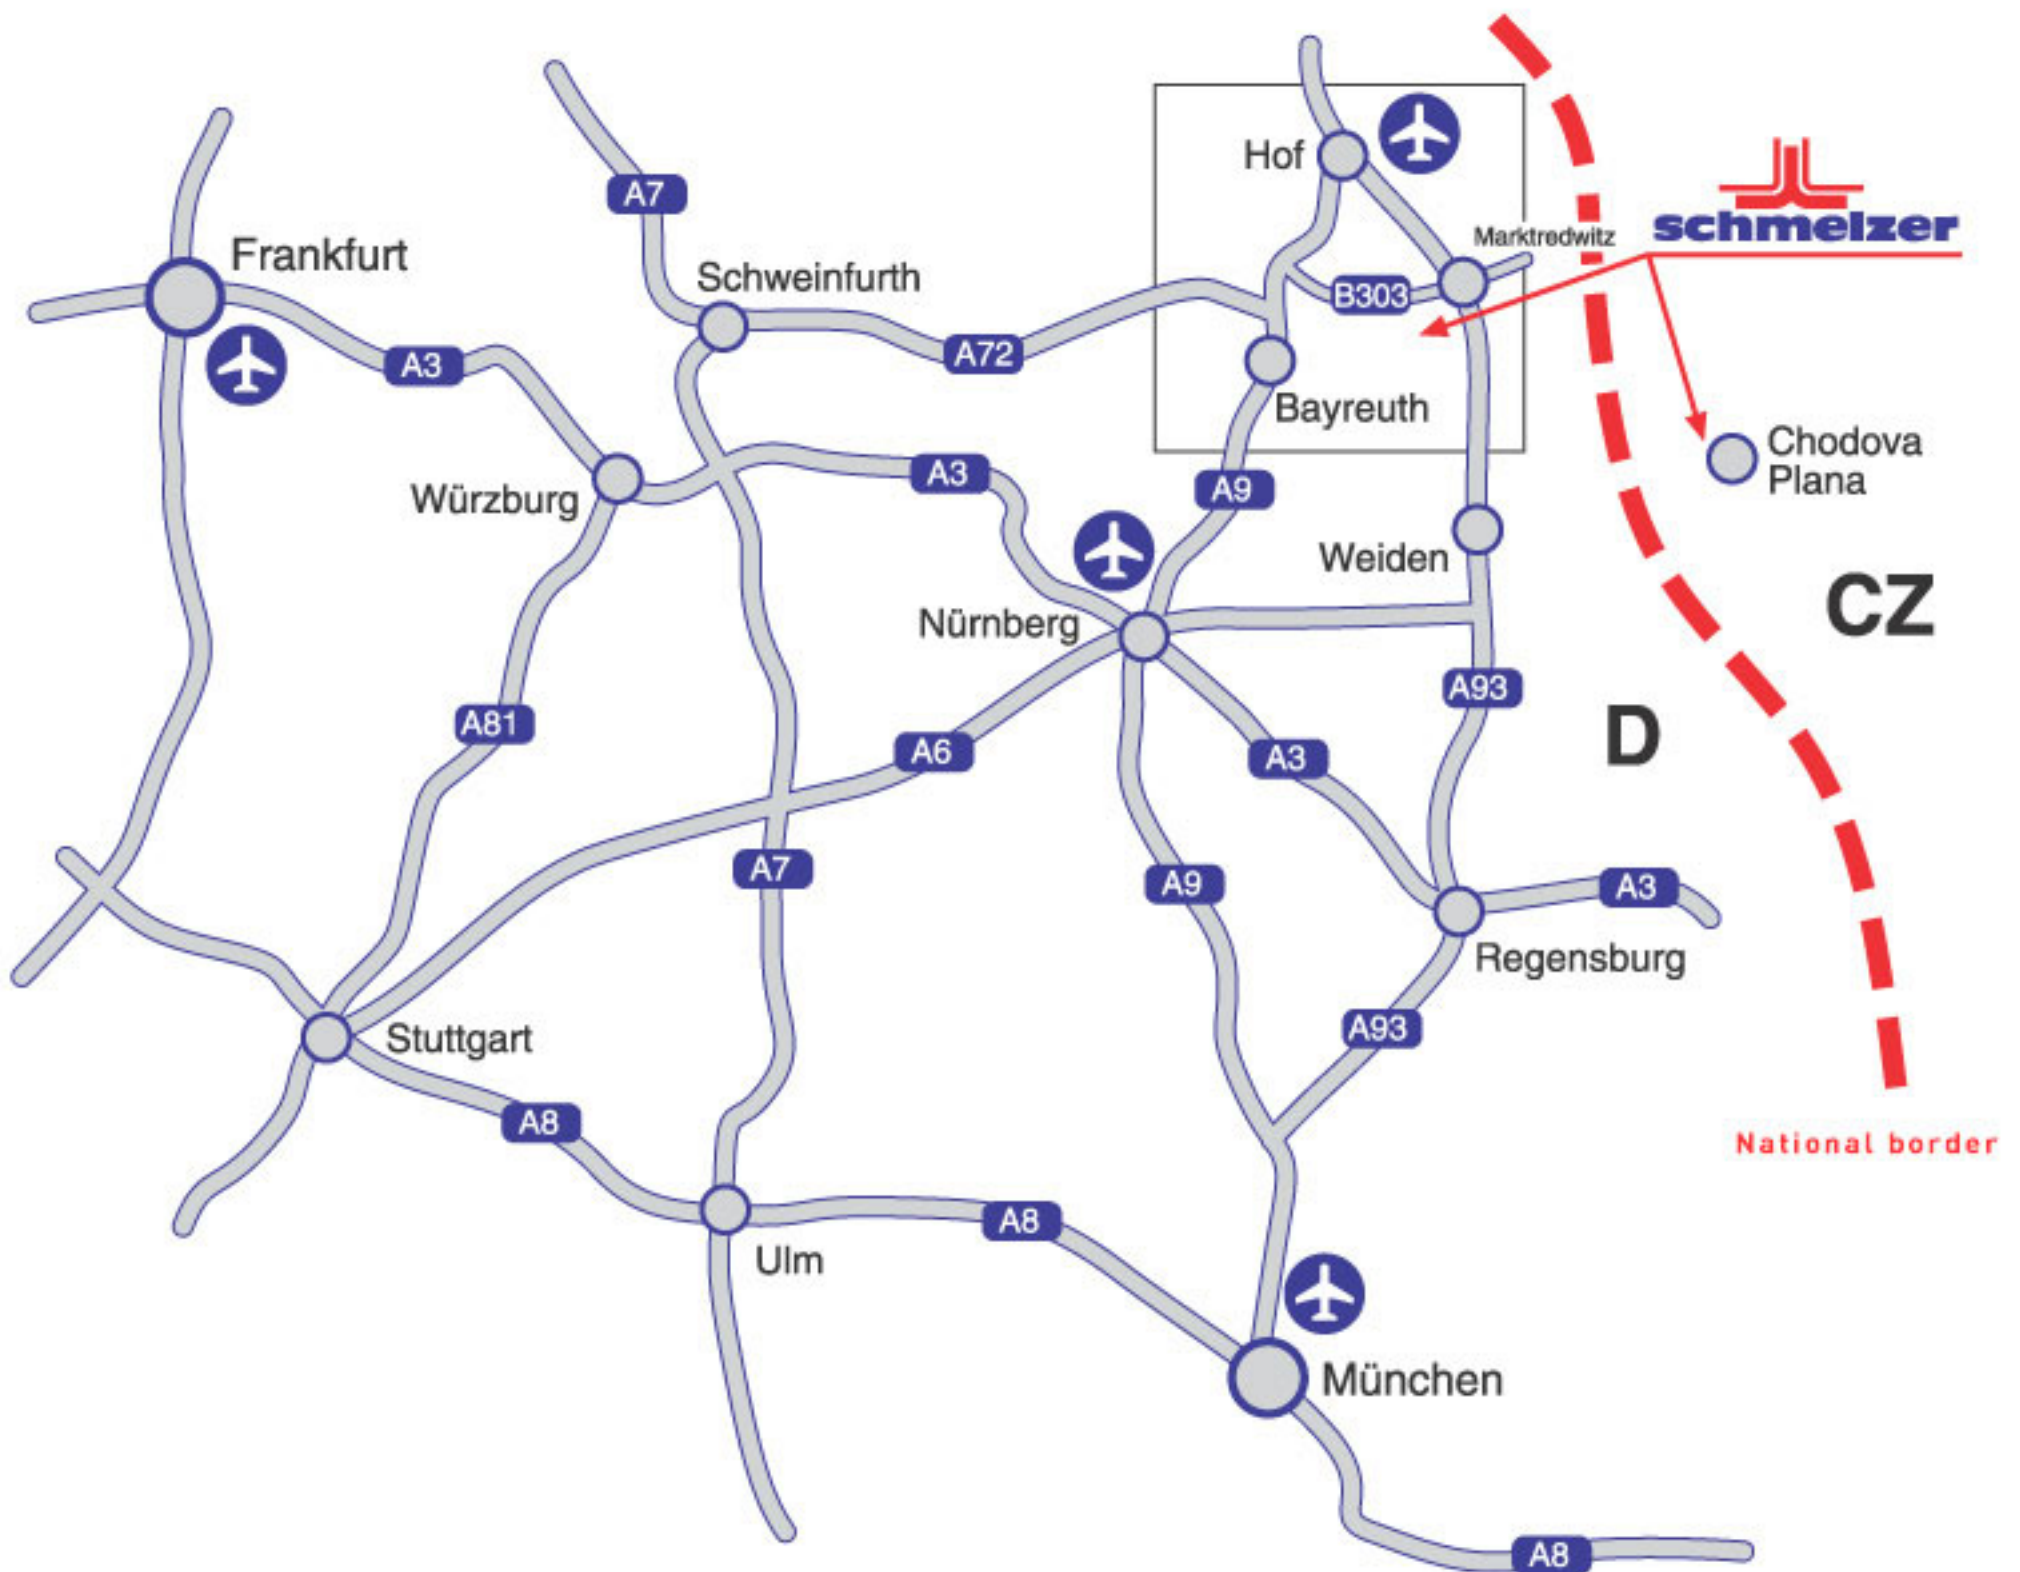 Hof
A7
Marktredwitz
schmelzer
Frankfurt
Schweinfurth
B303
A3
A72
Bayreuth
Chodova
Plana
Würzburg
A3
A9
Weiden
CZ
Nürnberg
A93
A81
A6
A3
D
A7
A9
A3
Regensburg
A93
Stuttgart
A8
National border
A8
Ulm
München
A8